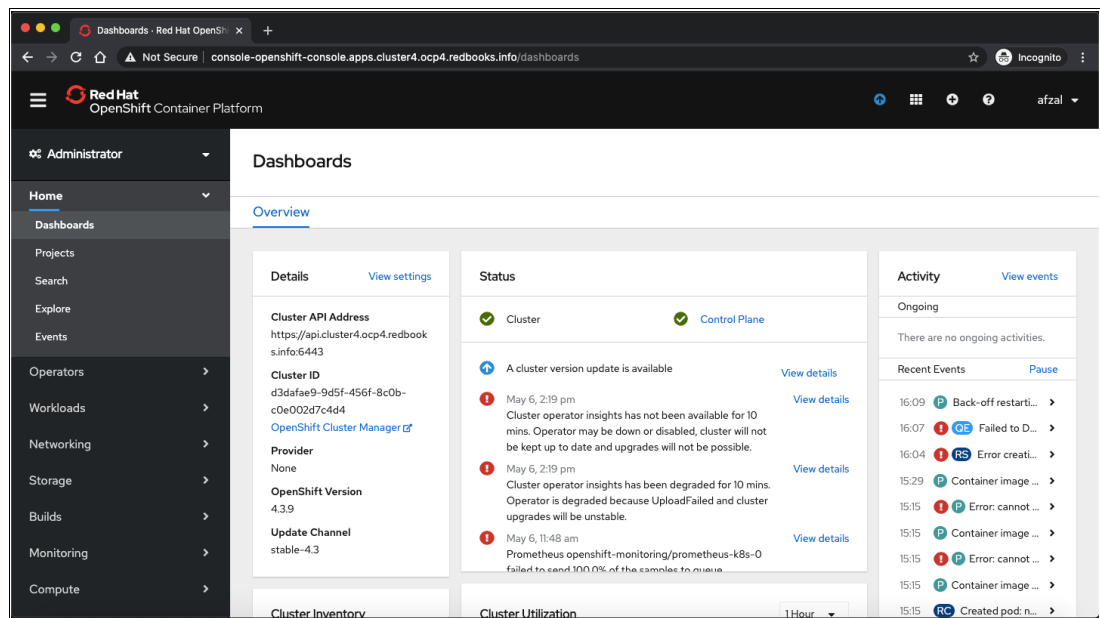 Dashboards · Red Hat OpenShi
Not Secure | console-openshift-console.apps.cluster4.ocp4.redbooks.info/dashboards
Incognito
Red Hat
OpenShift Container Platform
afzal
Administrator
Home
Dashboards
Projects
Search
Explore
Events
Operators
Workloads
Networking
Storage
Builds
Monitoring
Compute
Dashboards
Overview
Details
View settings
Cluster API Address
https://api.cluster4.ocp4.redbook
s.info:6443
Cluster ID
d3dafae9-9d5f-456f-8c0b-
c0e002d7c4d4
OpenShift Cluster Manager
Provider
None
OpenShift Version
4.3.9
Update Channel
stable-4.3
Cluster Inventory
Status
Cluster
Control Plane
A cluster version update is available
View details
May 6, 2:19 pm
View details
Cluster operator insights has not been available for 10
mins. Operator may be down or disabled, cluster will not
be kept up to date and upgrades will not be possible.
May 6, 2:19 pm
View details
Cluster operator insights has been degraded for 10 mins.
Operator is degraded because UploadFailed and cluster
upgrades will be unstable.
May 6, 11:48 am
View details
Prometheus openshift-monitoring/prometheus-k8s-0
failed to send 100.0% of the samples to queue
Cluster Utilization
1 Hour
Activity
View events
Ongoing
There are no ongoing activities.
Recent Events
Pause
16:09 P Back-off restarti...
16:07 QE Failed to D...
16:04 RS Error creati...
15:29 P Container image ...
15:15 P Error: cannot ...
15:15 P Container image ...
15:15 P Error: cannot ...
15:15 P Container image ...
15:15 RC Created pod: n...